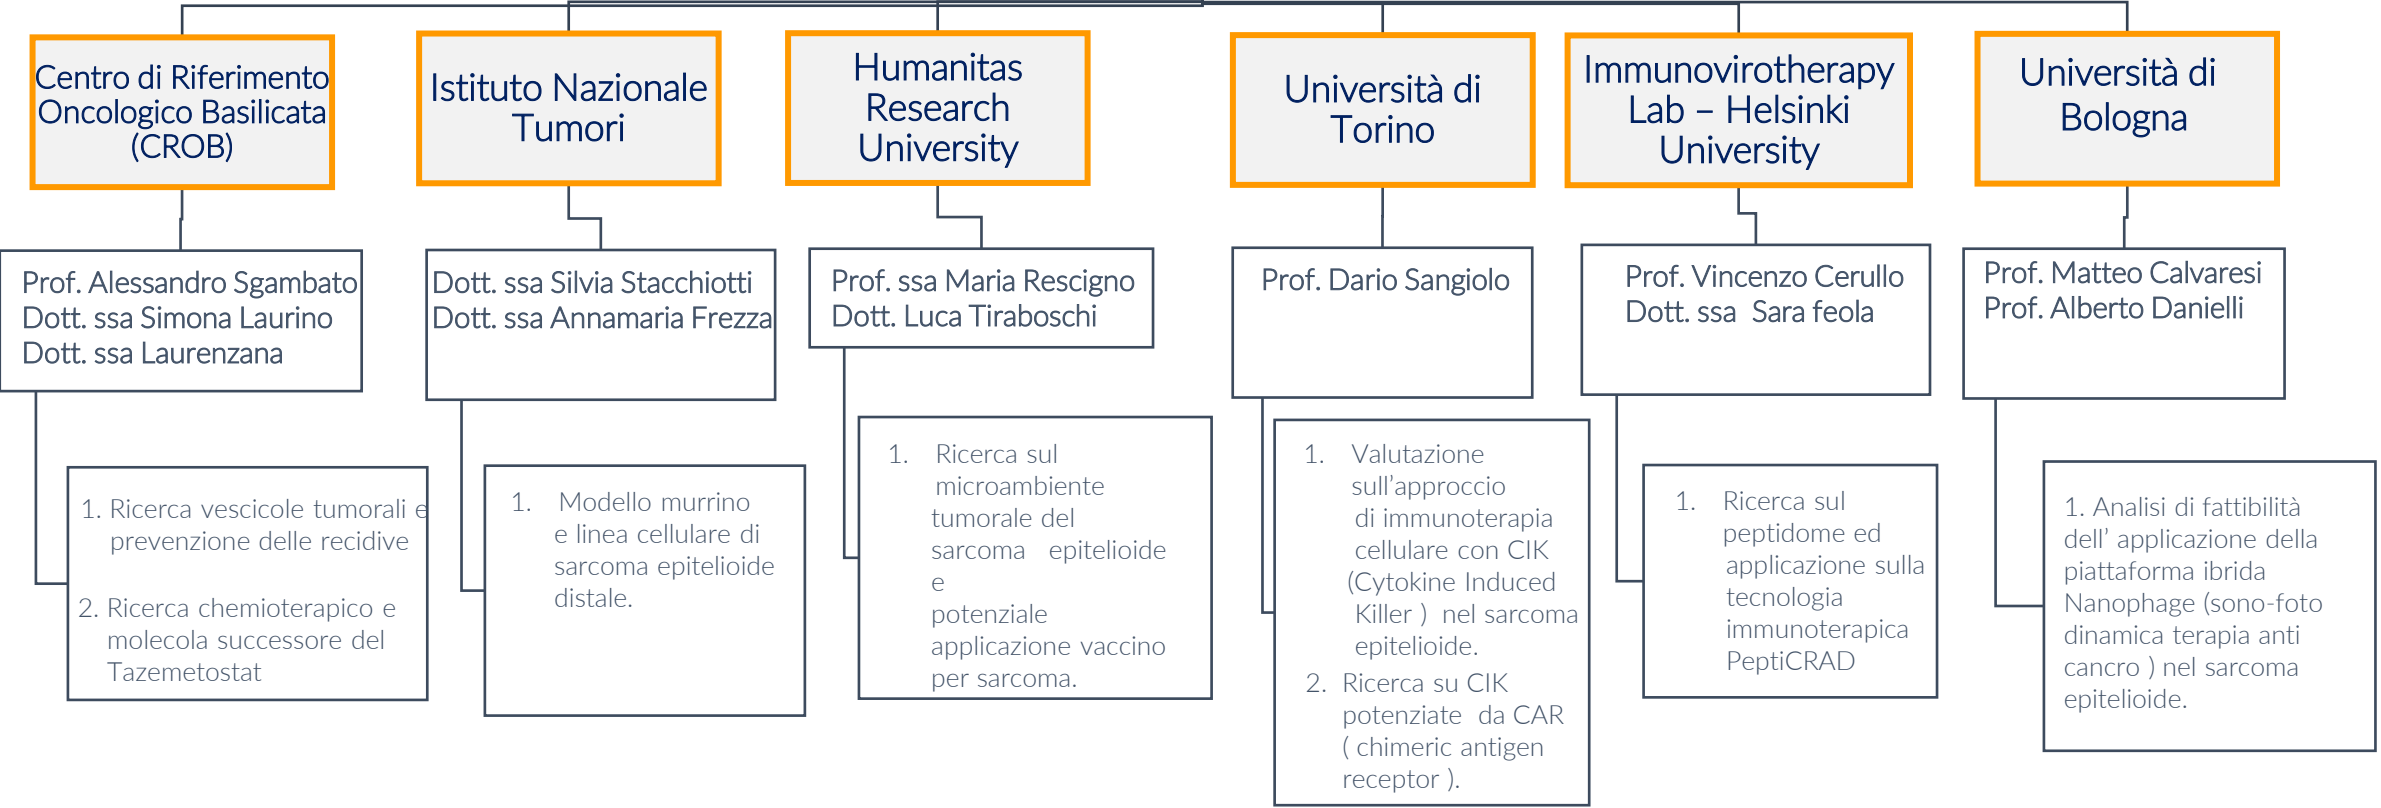 Centro di Riferimento
Oncologico Basilicata
(CROB)
Prof. Alessandro Sgambato
Dott. ssa Simona Laurino
Dott. ssa Laurenzana
1. Ricerca vescicole tumorali e
prevenzione delle recidive
2. Ricerca chemioterapico e
molecola successore del
Tazemetostat
Istituto Nazionale
Tumori
Dott. ssa Silvia Stacchiotti
Dott. ssa Annamaria Frezza
1. Modello murrino
e linea cellulare di
sarcoma epitelioide
distale.
Humanitas
Research
University
Prof. ssa Maria Rescigno
Dott. Luca Tiraboschi
1. Ricerca sul
microambiente
tumorale del
sarcoma epitelioide
e
potenziale
applicazione vaccino
per sarcoma.
Università di
Torino
Prof. Dario Sangiolo
1. Valutazione
sull’approccio
di immunoterapia
cellulare con CIK
(Cytokine Induced
Killer ) nel sarcoma
epitelioide.
2. Ricerca su CIK
potenziate da CAR
( chimeric antigen
receptor ).
Immunovirotherapy
Lab – Helsinki
University
Prof. Vincenzo Cerullo
Dott. ssa Sara feola
1. Ricerca sul
peptidome ed
applicazione sulla
tecnologia
immunoterapica
PeptiCRAD
Università di
Bologna
Prof. Matteo Calvaresi
Prof. Alberto Danielli
1. Analisi di fattibilità
dell’ applicazione della
piattaforma ibrida
Nanophage (sono-foto
dinamica terapia anti
cancro ) nel sarcoma
epitelioide.